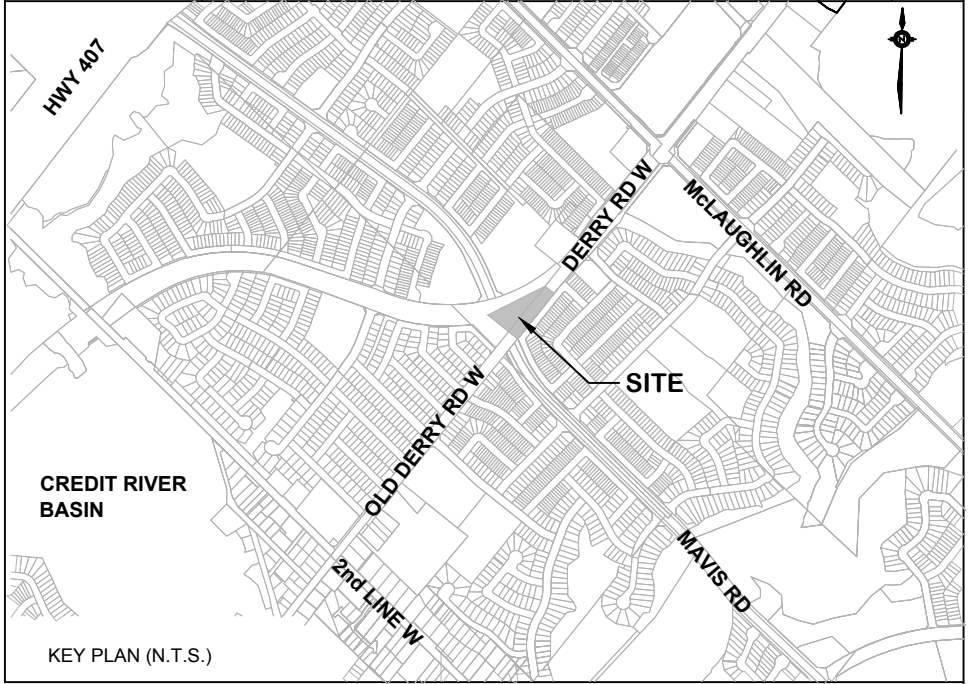 HWY 407
N
DERRY RD W
McLAUGHLIN RD
SITE
OLD DERRY RD W
CREDIT RIVER
BASIN
MAVIS RD
2nd LINE W
KEY PLAN (N.T.S.)